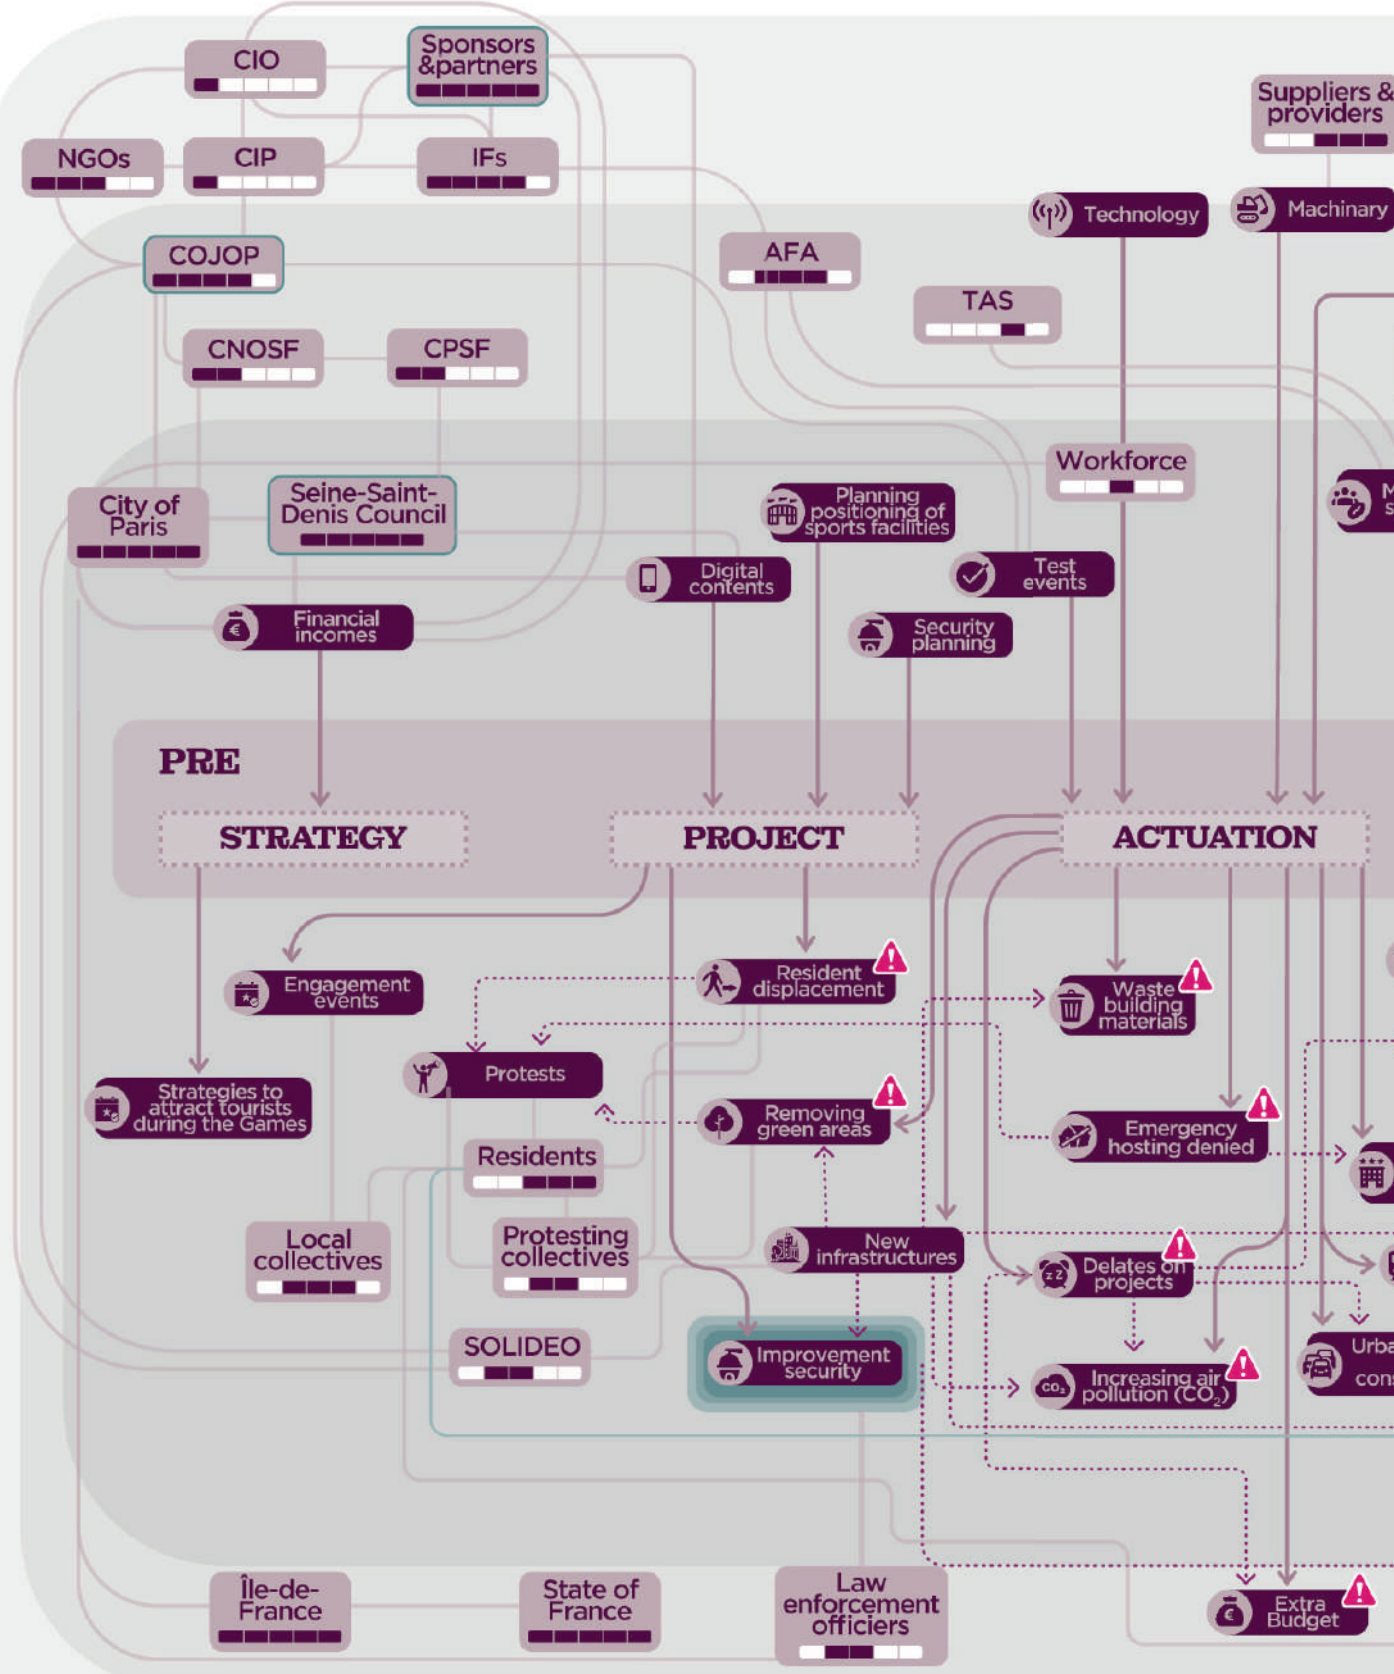 CIO
Sponsors
&partners
Suppliers &
providers
NGOs
CIP
IFs
Technology
Machinary
COJOP
AFA
TAS
CNOSF
CPSF
Workforce
City of
Paris
Seine-Saint-
Denis Council
Planning
positioning of
sports facilities
Digital
contents
Test
events
Financial
incomes
Security
planning
PRE
STRATEGY
PROJECT
ACTUATION
Engagement
events
Resident
displacement
Waste
building
materials
Strategies to
attract tourists
during the Games
Protests
Removing
green areas
Emergency
hosting denied
Residents
Local
collectives
Protesting
collectives
New
infrastructures
zz
Delates on
projects
SOLIDEO
Improvement
security
CO₂
Increasing air
pollution (CO₂)
Île-de-
France
State of
France
Law
enforcement
officiers
€
Extra
Budget